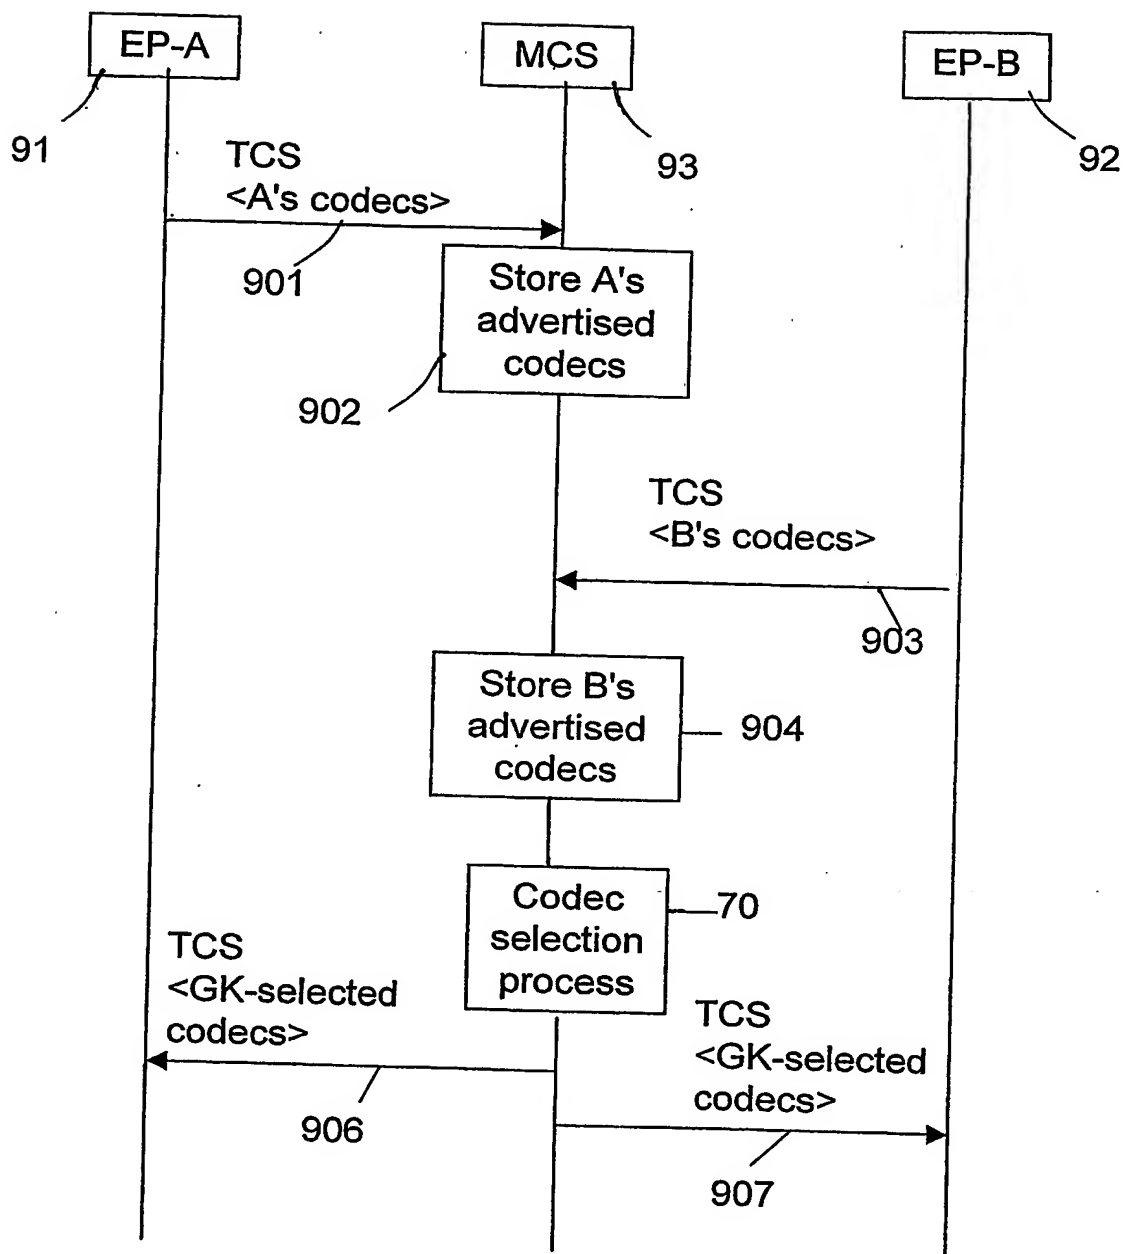 EP-A
MCS
EP-B
91
93
92
TCS
<A's codecs>
901
Store A's
advertised
codecs
902
TCS
<B's codecs>
903
Store B's
advertised
codecs
904
Codec
selection
process
70
TCS
<GK-selected
codecs>
906
TCS
<GK-selected
codecs>
907